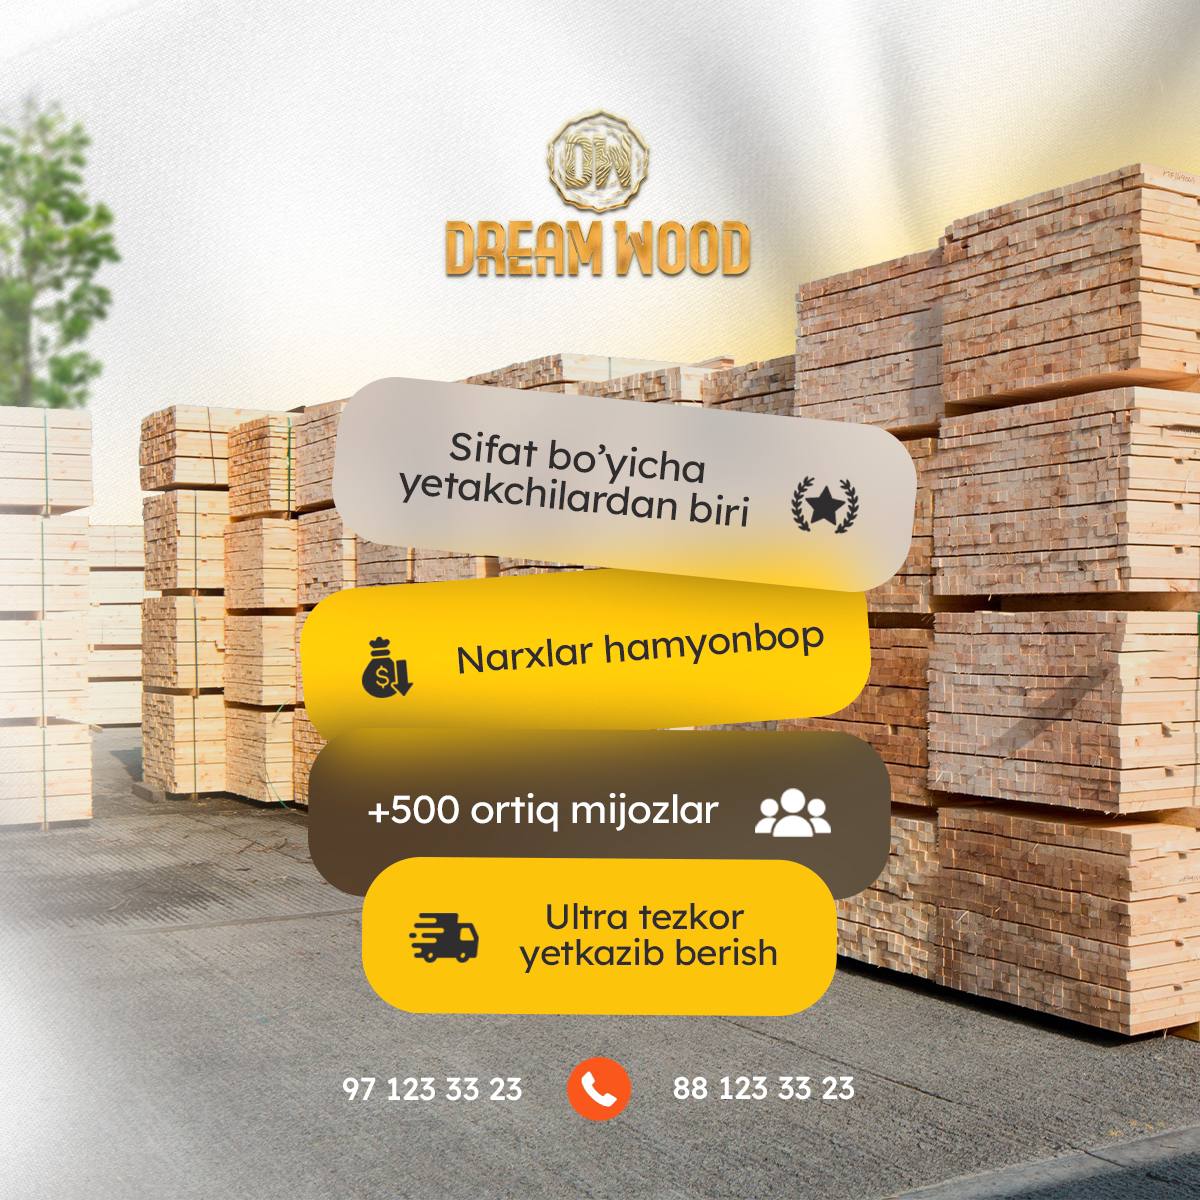 DW
DREAM WOOD
Sifat bo’yicha
yetakchilardan biri
Narxlar hamyonbop
+500 ortiq mijozlar
Ultra tezkor
yetkazib berish
97 123 33 23
88 123 33 23